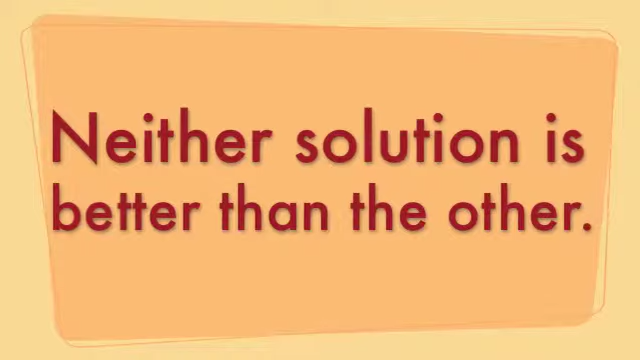 Neither solution is
better than the other.